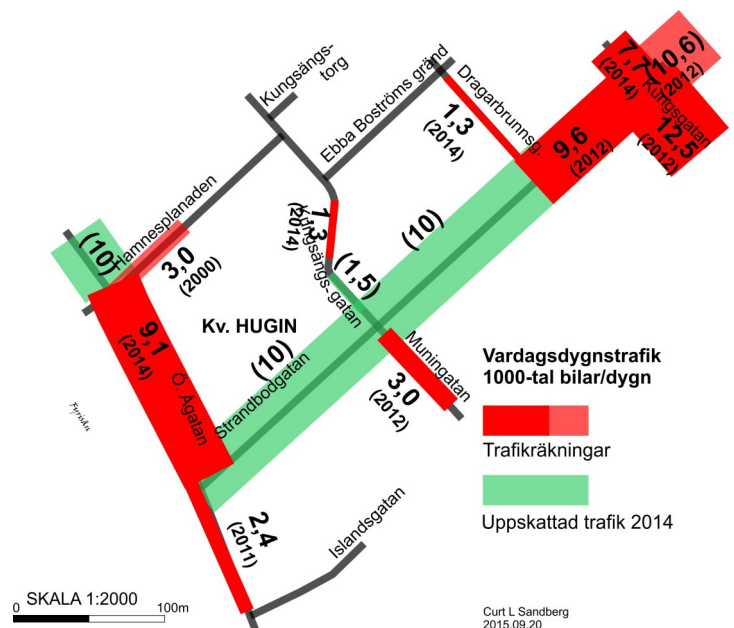 Kungsängs-
torg
Ebba Boströms gränd
Dragarbrunnsg.
1,3
(2014)
7,7
(2014)
(10,6)
(2012)
Kungsgatan
12,5
(2012)
9,6
(2012)
Hamnesplanaden
(10)
3,0
(2000)
1,3
(2014)
Kungsängs-gatan
(1,5)
(10)
9,1
(2014)
Ö. Ågatan
Kv. HUGIN
(10)
Strandbodgatan
Muningatan
3,0
(2012)
Fyrisån
2,4
(2011)
Islandsgatan
Vardagsdygnstrafik
1000-tal bilar/dygn
Trafikräkningar
Uppskattad trafik 2014
SKALA 1:2000
0 100m
Curt L Sandberg
2015.09.20